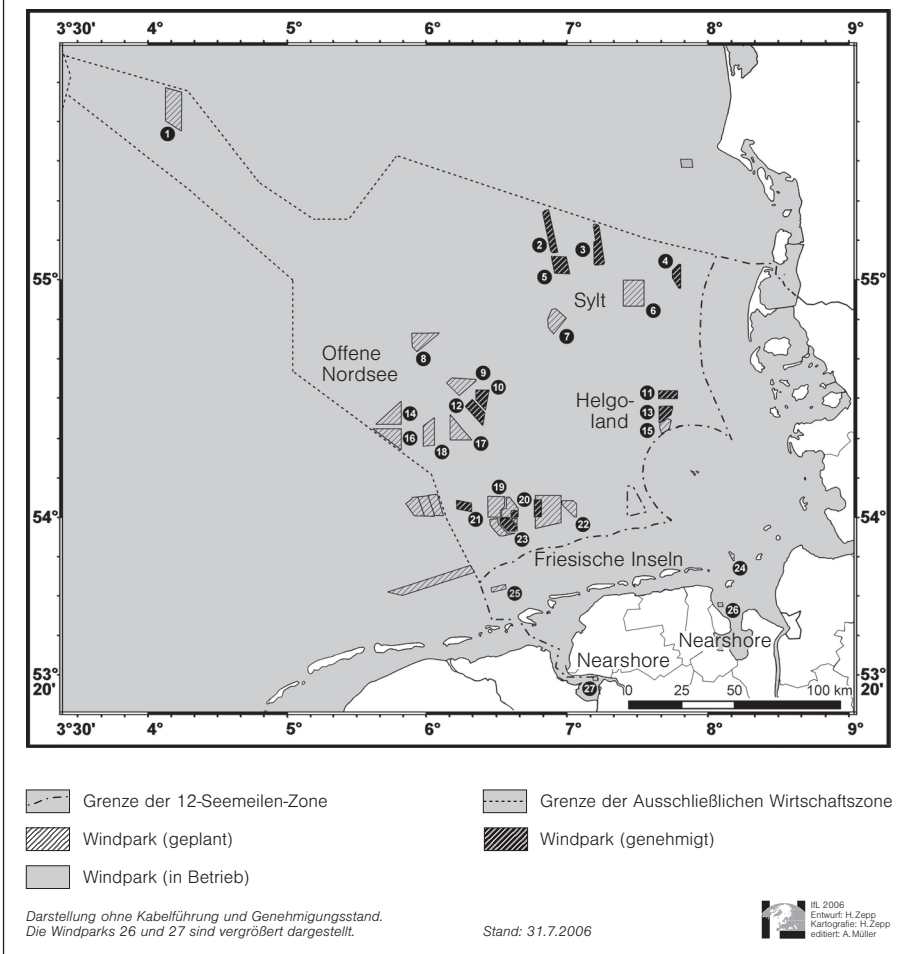 3°30' 4° 5° 6° 7° 8° 9°
1
2
3
4
55° 5 55°
Sylt 6
7
Offene
Nordsee
8
9
10
11
Helgo-
land
12
13
14
15
16
17
18
19
20
54° 21 22 54°
23
Friesische Inseln
24
25
26
Nearshore
Nearshore
53° 53°
20' 20'
27
0 25 50 100 km
3°30' 4° 5° 6° 7° 8° 9°
Grenze der 12-Seemeilen-Zone
Grenze der Ausschließlichen Wirtschaftszone
Windpark (geplant)
Windpark (genehmigt)
Windpark (in Betrieb)
Darstellung ohne Kabelführung und Genehmigungsstand.
Die Windparks 26 und 27 sind vergrößert dargestellt.
Stand: 31.7.2006
IfL 2006
Entwurf: H.Zepp
Kartografie: H.Zepp
editiert: A.Müller